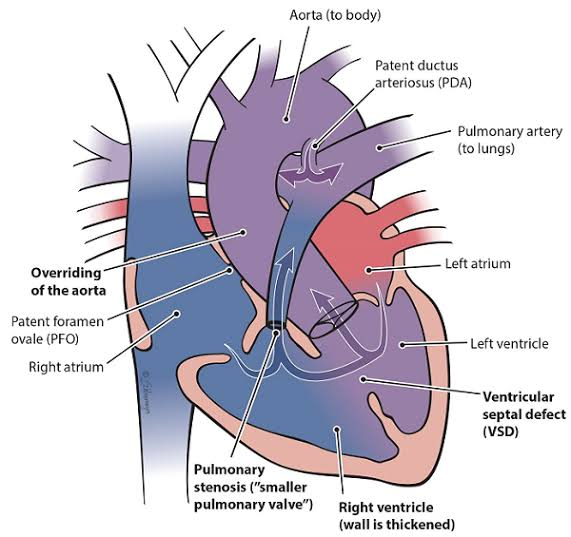 Aorta (to body)
Patent ductus
arteriosus (PDA)
Pulmonary artery
(to lungs)
Overriding
of the aorta
Left atrium
Patent foramen
ovale (PFO)
Right atrium
Left ventricle
Ventricular
septal defect
(VSD)
Pulmonary
stenosis (”smaller
pulmonary valve”)
Right ventricle
(wall is thickened)